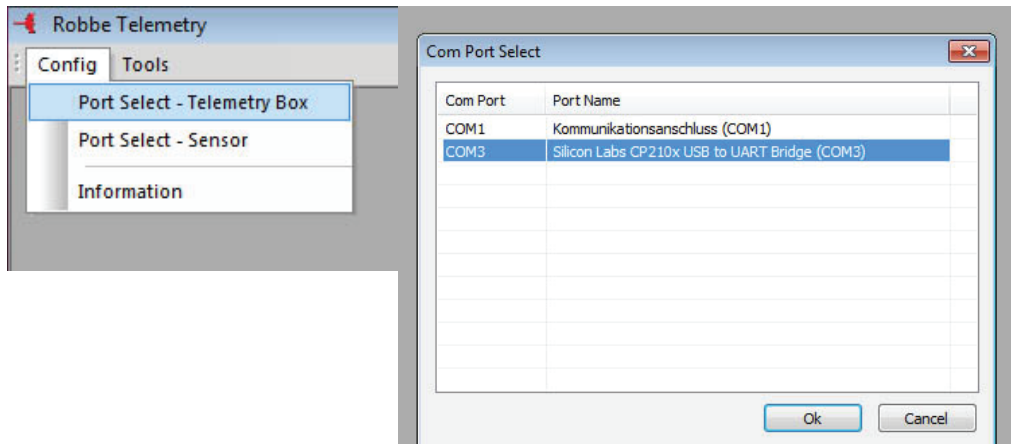 Robbe Telemetry
Config Tools
Port Select - Telemetry Box
Port Select - Sensor
Information
Com Port Select
Com Port Port Name
COM1 Kommunikationsanschluss (COM1)
COM3 Silicon Labs CP210x USB to UART Bridge (COM3)
Ok Cancel